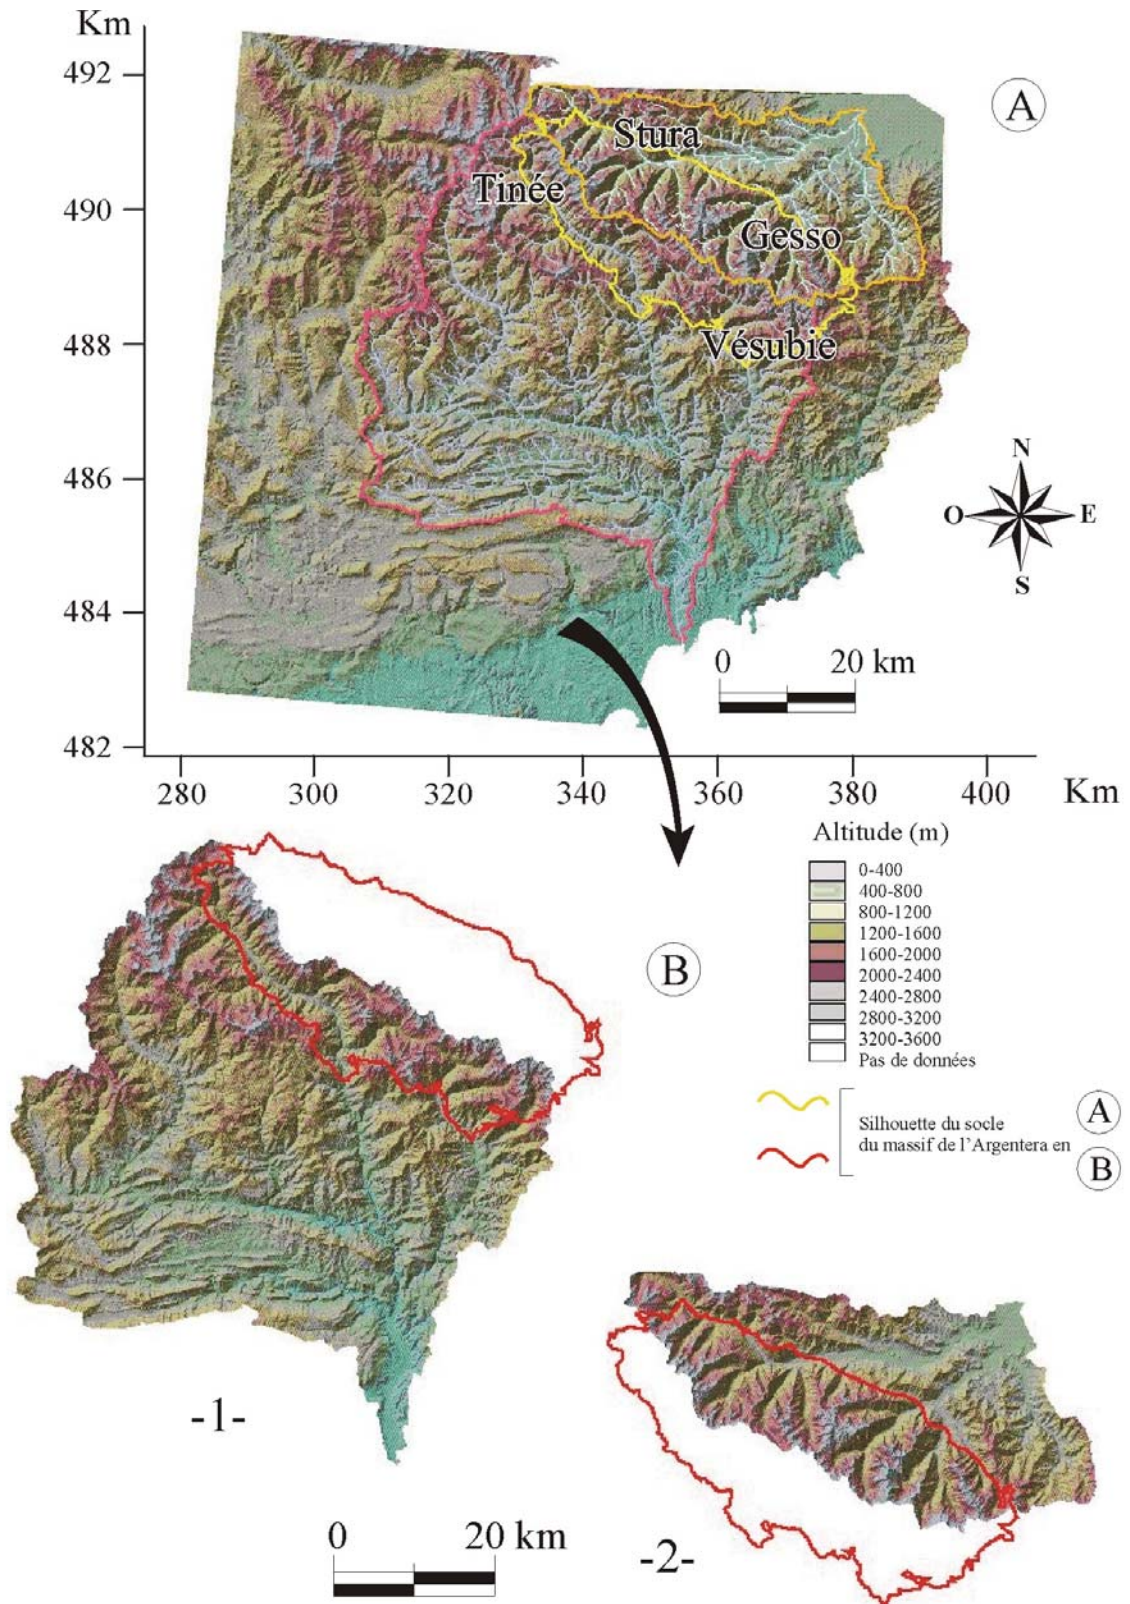 Km
492
490
488
486
484
482
A
Stura
Tinée
Gesso
Vésubie
N
O E
S
0 20 km
280 300 320 340 360 380 400 Km
Altitude (m)
0-400
400-800
800-1200
1200-1600
1600-2000
2000-2400
2400-2800
2800-3200
3200-3600
Pas de données
B
Silhouette du socle
du massif de l'Argentera en
A
B
-1-
0 20 km
-2-